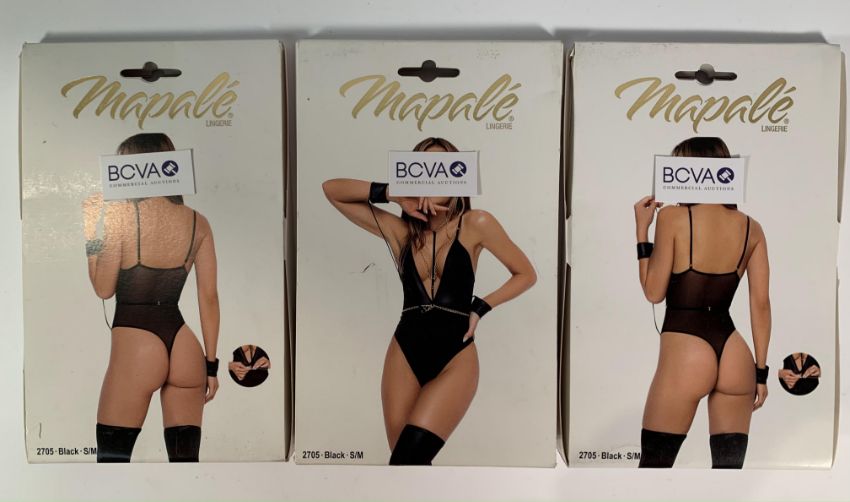 Mapalé®
LINGERIE
BCVA
COMMERCIAL AUCTIONS
2705 · Black · S/M
Mapalé®
LINGERIE
BCVA
COMMERCIAL AUCTIONS
2705 · Black · S/M
Mapalé®
LINGERIE
BCVA
COMMERCIAL AUCTIONS
2705 · Black · S/M